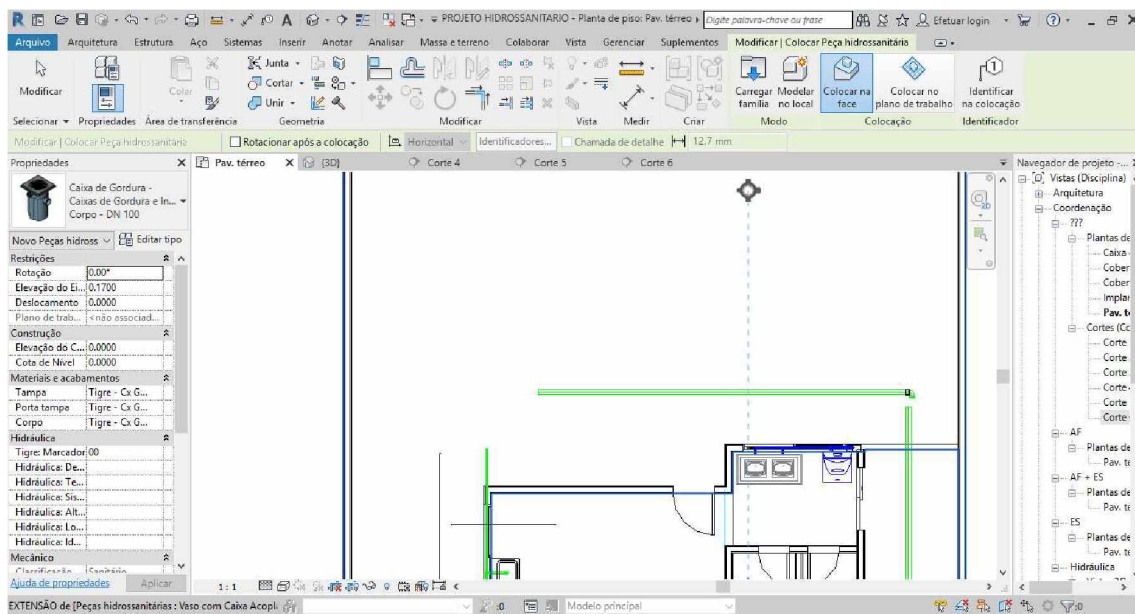 PROJETO HIDROSSANITARIO - Planta de piso: Pav. térreo
Digite palavra-chave ou frase
Efetuar login
Arquivo Arquitetura Estrutura Aço Sistemas Inserir Anotar Analisar Massa e terreno Colaborar Vista Gerenciar Suplementos Modificar | Colocar Peça hidrossanitária
Modificar
Colar
Junta
Cortar
Unir
Carregar família
Modelar no local
Colocar na face
Colocar no plano de trabalho
Identificar na colocação
Selecionar Propriedades Área de transferência Geometria Modificar Vista Medir Criar Modo Colocação Identificador
Modificar | Colocar Peça hidrossanitária Rotacionar após a colocação Horizontal Identificadores... Chamada de detalhe 12.7 mm
Propriedades X
Pav. térreo X {3D} Corte 4 Corte 5 Corte 6
Navegador de projeto -...
Caixa de Gordura -
Caixas de Gordura e In...
Corpo - DN 100
Novo Peças hidross Editar tipo
Restrições
Rotação 0.00°
Elevação do Ei... 0.1700
Deslocamento 0.0000
Plano de trab... <não associad...
Construção
Elevação do C... 0.0000
Cota de Nível 0.0000
Materiais e acabamentos
Tampa Tigre - Cx G...
Porta tampa Tigre - Cx G...
Corpo Tigre - Cx G...
Hidráulica
Tigre: Marcador 00
Hidráulica: De...
Hidráulica: Te...
Hidráulica: Sis...
Hidráulica: Alt...
Hidráulica: Lo...
Hidráulica: Id...
Mecânico
Classificação Sanitário
Ajuda de propriedades Aplicar
Vistas (Disciplina)
Arquitetura
Coordenação
???
Plantas de
Caixa
Cober
Cober
Implar
Pav. t
Cortes (Co
Corte
Corte
Corte
Corte
Corte
Corte
AF
Plantas de
Pav. té
AF + ES
Plantas de
Pav. té
ES
Plantas de
Pav. té
Hidráulica
1 : 1
EXTENSÃO de [Peças hidrossanitárias : Vaso com Caixa Acopl
:0
Modelo principal
:0